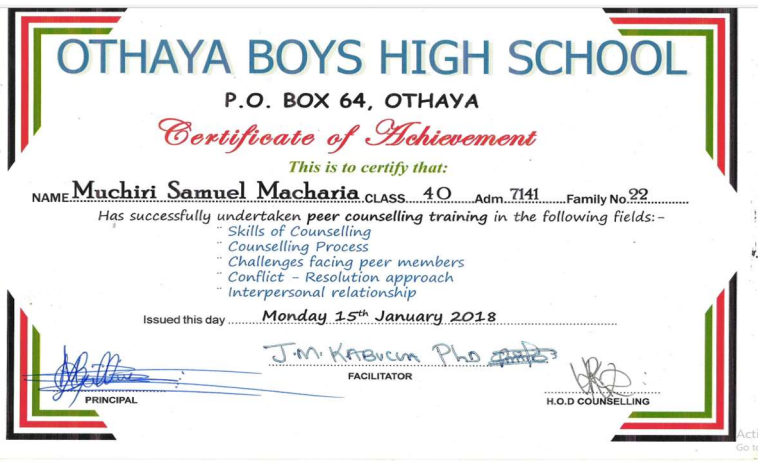 OTHAYA BOYS HIGH SCHOOL
P.O. BOX 64, OTHAYA
Certificate of Achievement
This is to certify that:
NAME Muchiri Samuel Macharia CLASS 4O Adm. 7141 Family No. 22
Has successfully undertaken peer counselling training in the following fields:-
Skills of Counselling
Counselling Process
Challenges facing peer members
Conflict - Resolution approach
Interpersonal relationship
Issued this day Monday 15th January 2018
PhD
FACILITATOR
PRINCIPAL
H.O.D COUNSELLING